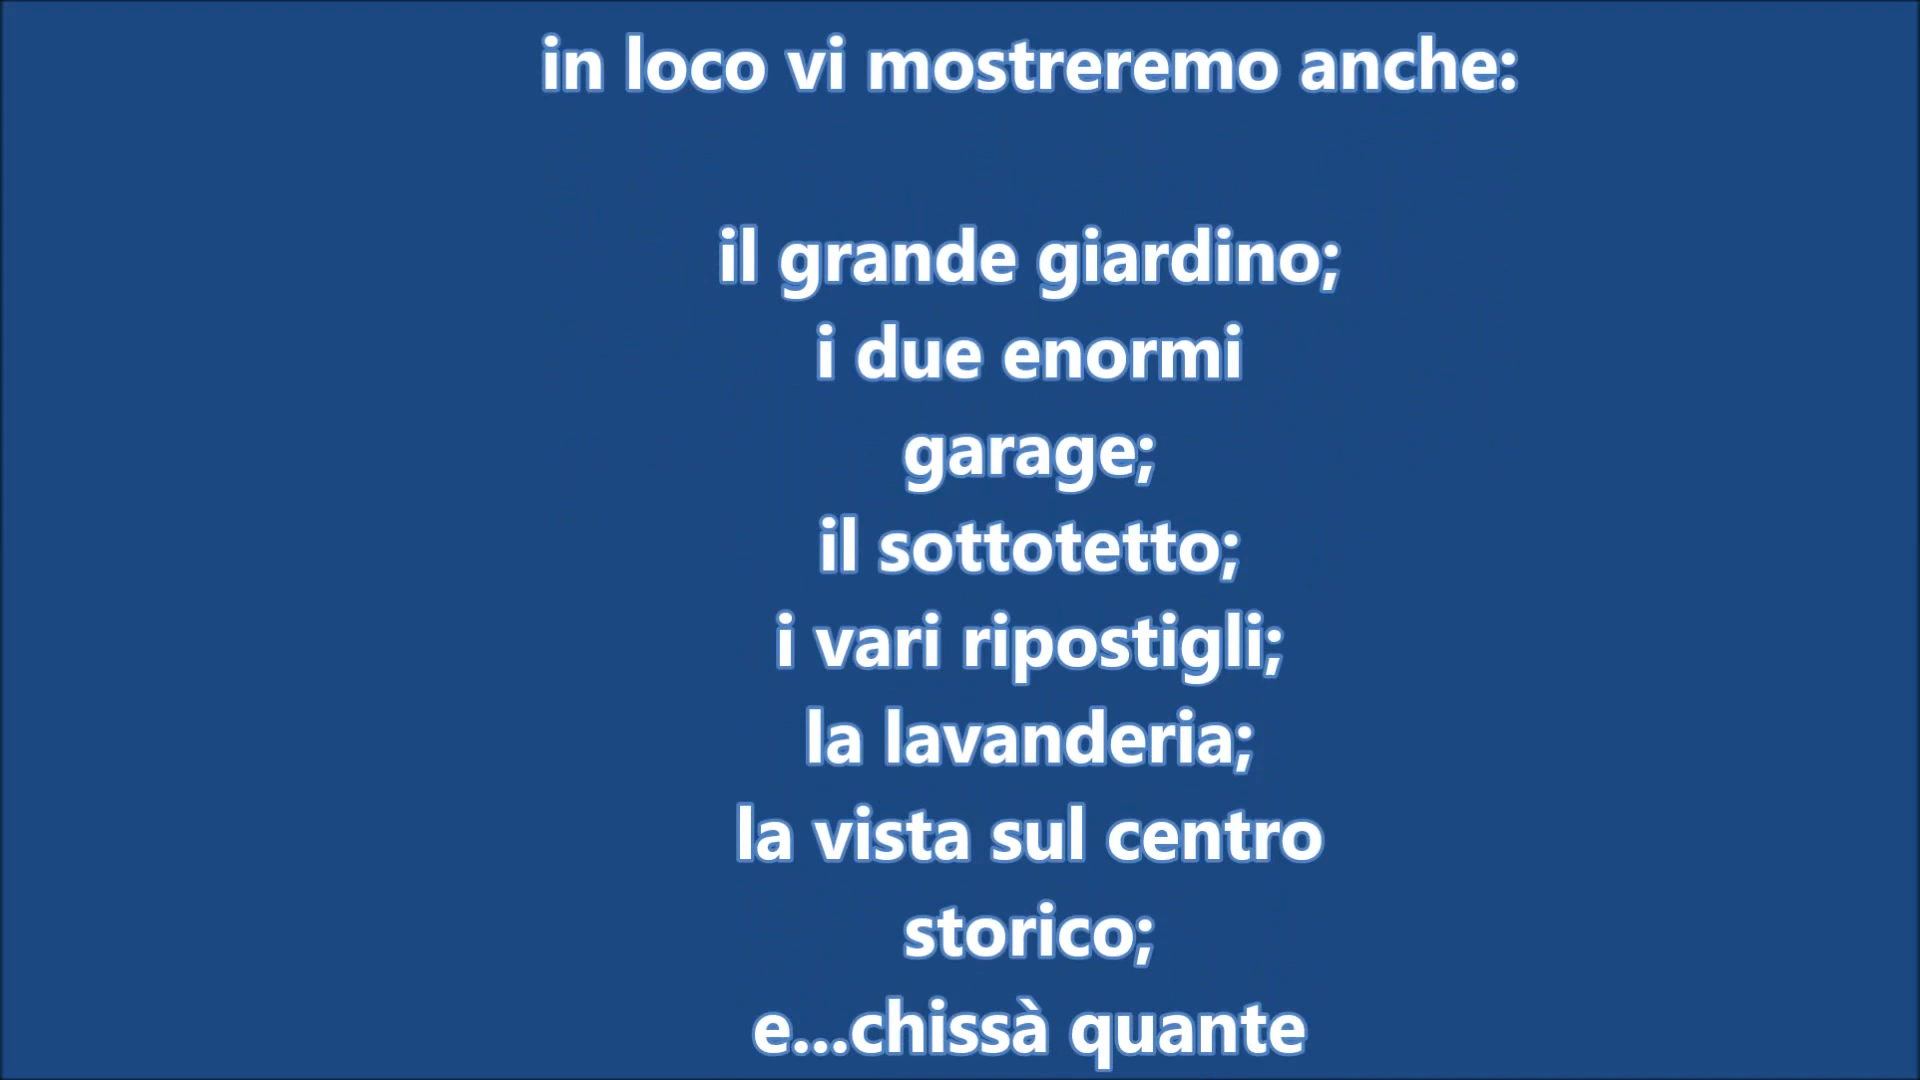 in loco vi mostreremo anche:
il grande giardino;
i due enormi
garage;
il sottotetto;
i vari ripostigli;
la lavanderia;
la vista sul centro
storico;
e...chissà quante